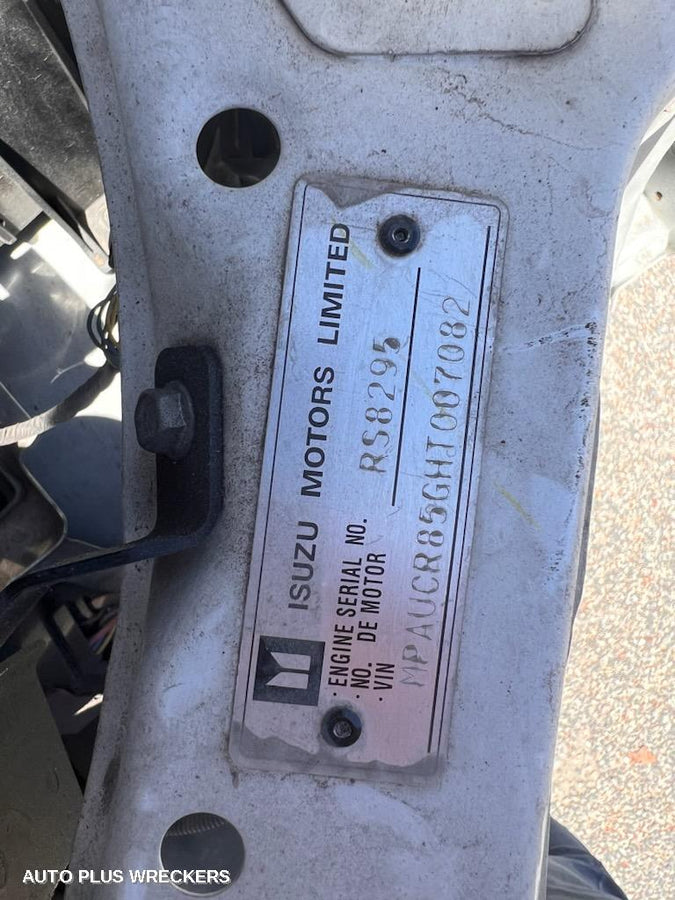 ISUZU MOTORS LIMITED
· ENGINE SERIAL NO.
· NO. DE MOTOR RS8295
· VIN
MPAUCR85GHT007082
AUTO PLUS WRECKERS